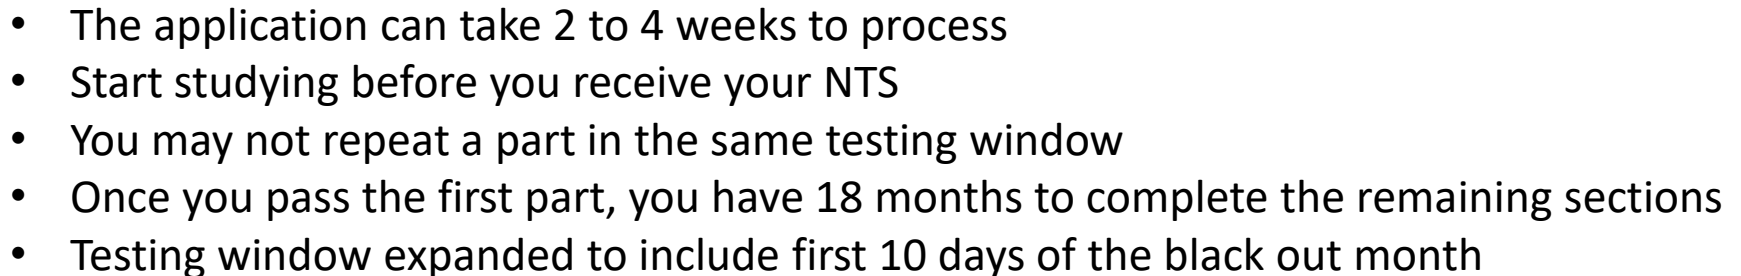 • The application can take 2 to 4 weeks to process
• Start studying before you receive your NTS
• You may not repeat a part in the same testing window
• Once you pass the first part, you have 18 months to complete the remaining sections
• Testing window expanded to include first 10 days of the black out month